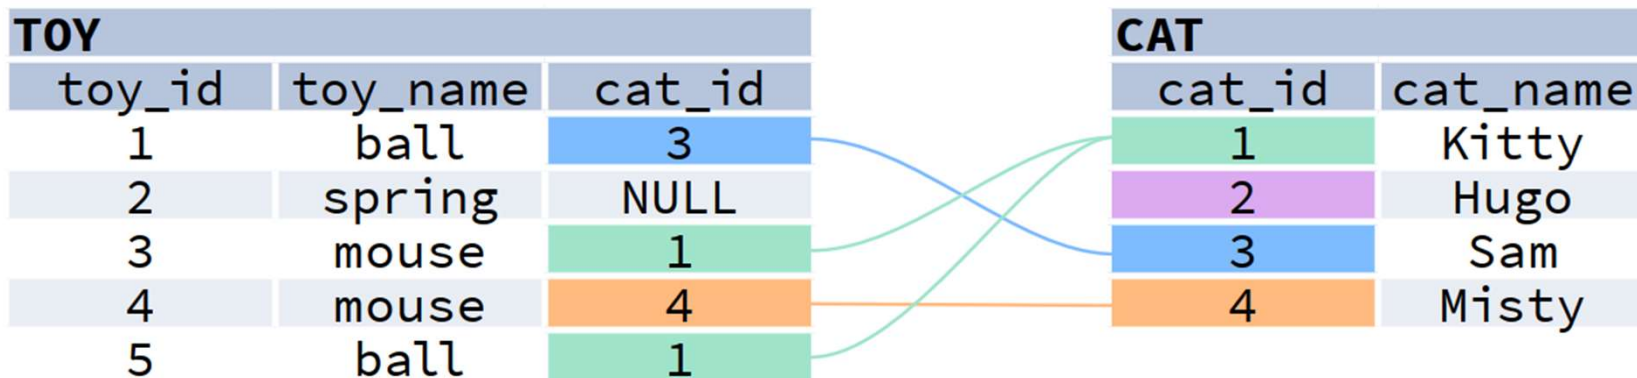 TOY CAT
toy_id toy_name cat_id cat_id cat_name
1 ball 3 1 Kitty
2 spring NULL 2 Hugo
3 mouse 1 3 Sam
4 mouse 4 4 Misty
5 ball 1